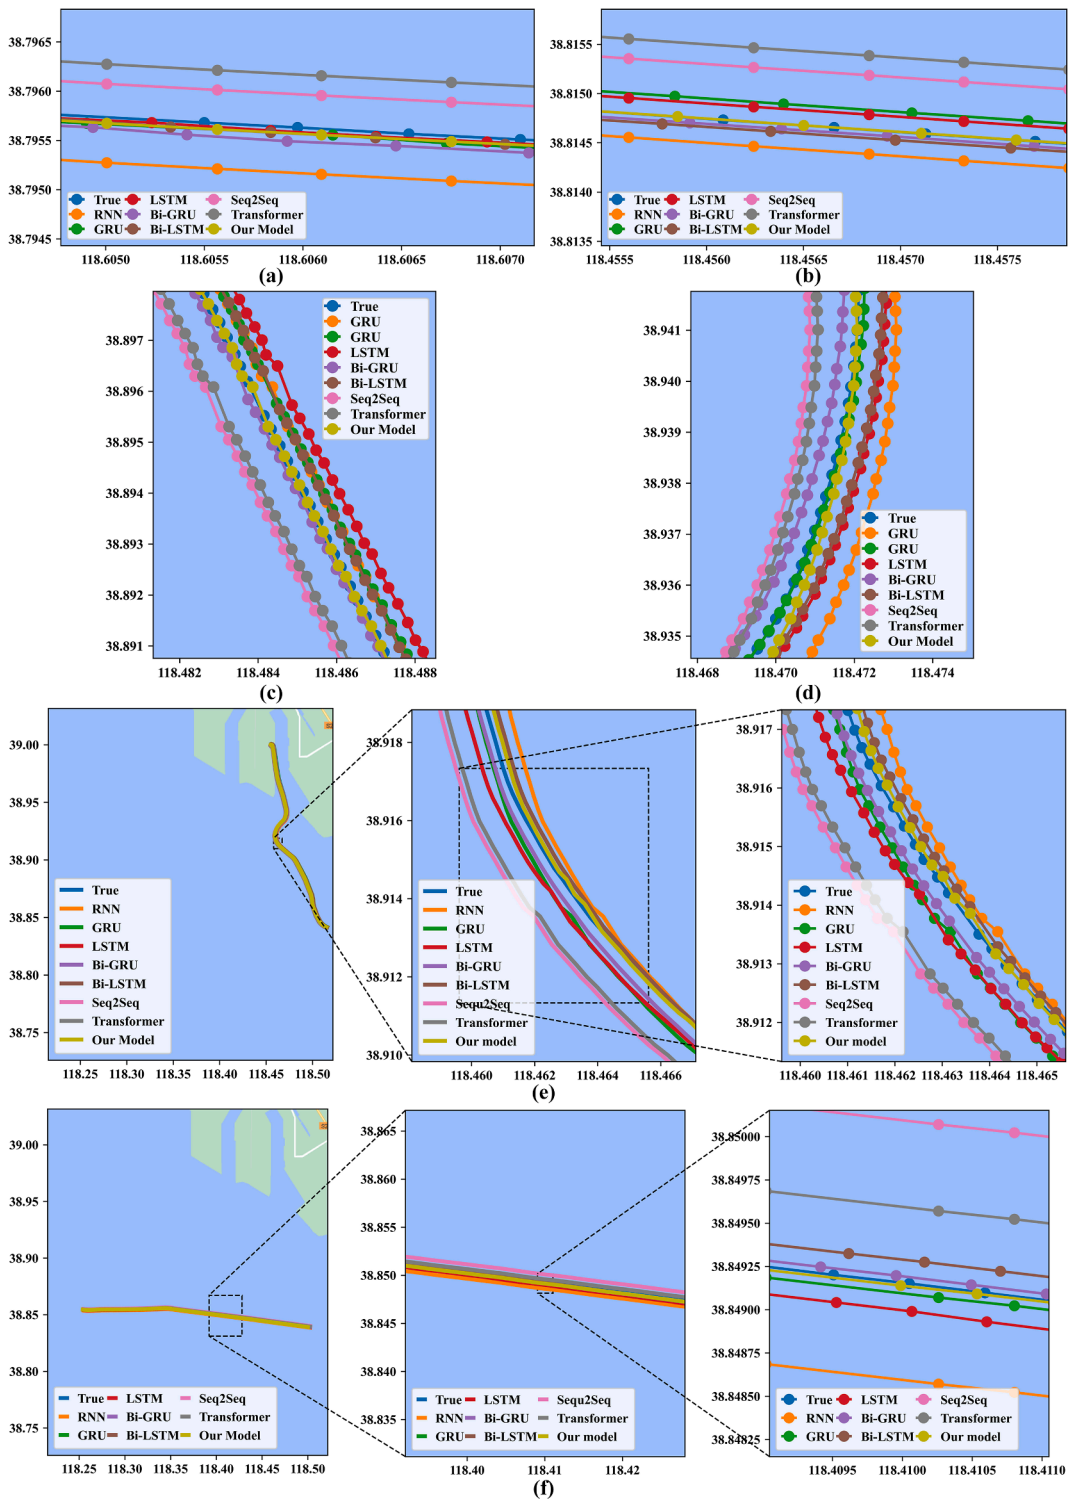 38.7965
38.7960
38.7955
38.7950
38.7945
True LSTM Seq2Seq
RNN Bi-GRU Transformer
GRU Bi-LSTM Our Model
118.6050 118.6055 118.6060 118.6065 118.6070
(a)
38.8155
38.8150
38.8145
38.8140
38.8135
True LSTM Seq2Seq
RNN Bi-GRU Transformer
GRU Bi-LSTM Our Model
118.4555 118.4560 118.4565 118.4570 118.4575
(b)
38.897
38.896
38.895
38.894
38.893
38.892
38.891
True
GRU
GRU
LSTM
Bi-GRU
Bi-LSTM
Seq2Seq
Transformer
Our Model
118.482 118.484 118.486 118.488
(c)
38.941
38.940
38.939
38.938
38.937
38.936
38.935
True
GRU
GRU
LSTM
Bi-GRU
Bi-LSTM
Seq2Seq
Transformer
Our Model
118.468 118.470 118.472 118.474
(d)
39.00
38.95
38.90
38.85
38.80
38.75
True
RNN
GRU
LSTM
Bi-GRU
Bi-LSTM
Seq2Seq
Transformer
Our Model
118.25 118.30 118.35 118.40 118.45 118.50
38.918
38.916
38.914
38.912
38.910
True
RNN
GRU
LSTM
Bi-GRU
Bi-LSTM
Sequ2Seq
Transformer
Our model
118.460 118.462 118.464 118.466
38.917
38.916
38.915
38.914
38.913
38.912
True
RNN
GRU
LSTM
Bi-GRU
Bi-LSTM
Seq2Seq
Transformer
Our model
118.460 118.461 118.462 118.463 118.464 118.465
(e)
39.00
38.95
38.90
38.85
38.80
38.75
True LSTM Seq2Seq
RNN Bi-GRU Transformer
GRU Bi-LSTM Our Model
118.25 118.30 118.35 118.40 118.45 118.50
38.865
38.860
38.855
38.850
38.845
38.840
38.835
True LSTM Sequ2Seq
RNN Bi-GRU Transformer
GRU Bi-LSTM Our model
118.40 118.41 118.42
38.85000
38.84975
38.84950
38.84925
38.84900
38.84875
38.84850
38.84825
True LSTM Seq2Seq
RNN Bi-GRU Transformer
GRU Bi-LSTM Our model
118.4095 118.4100 118.4105 118.4110
(f)